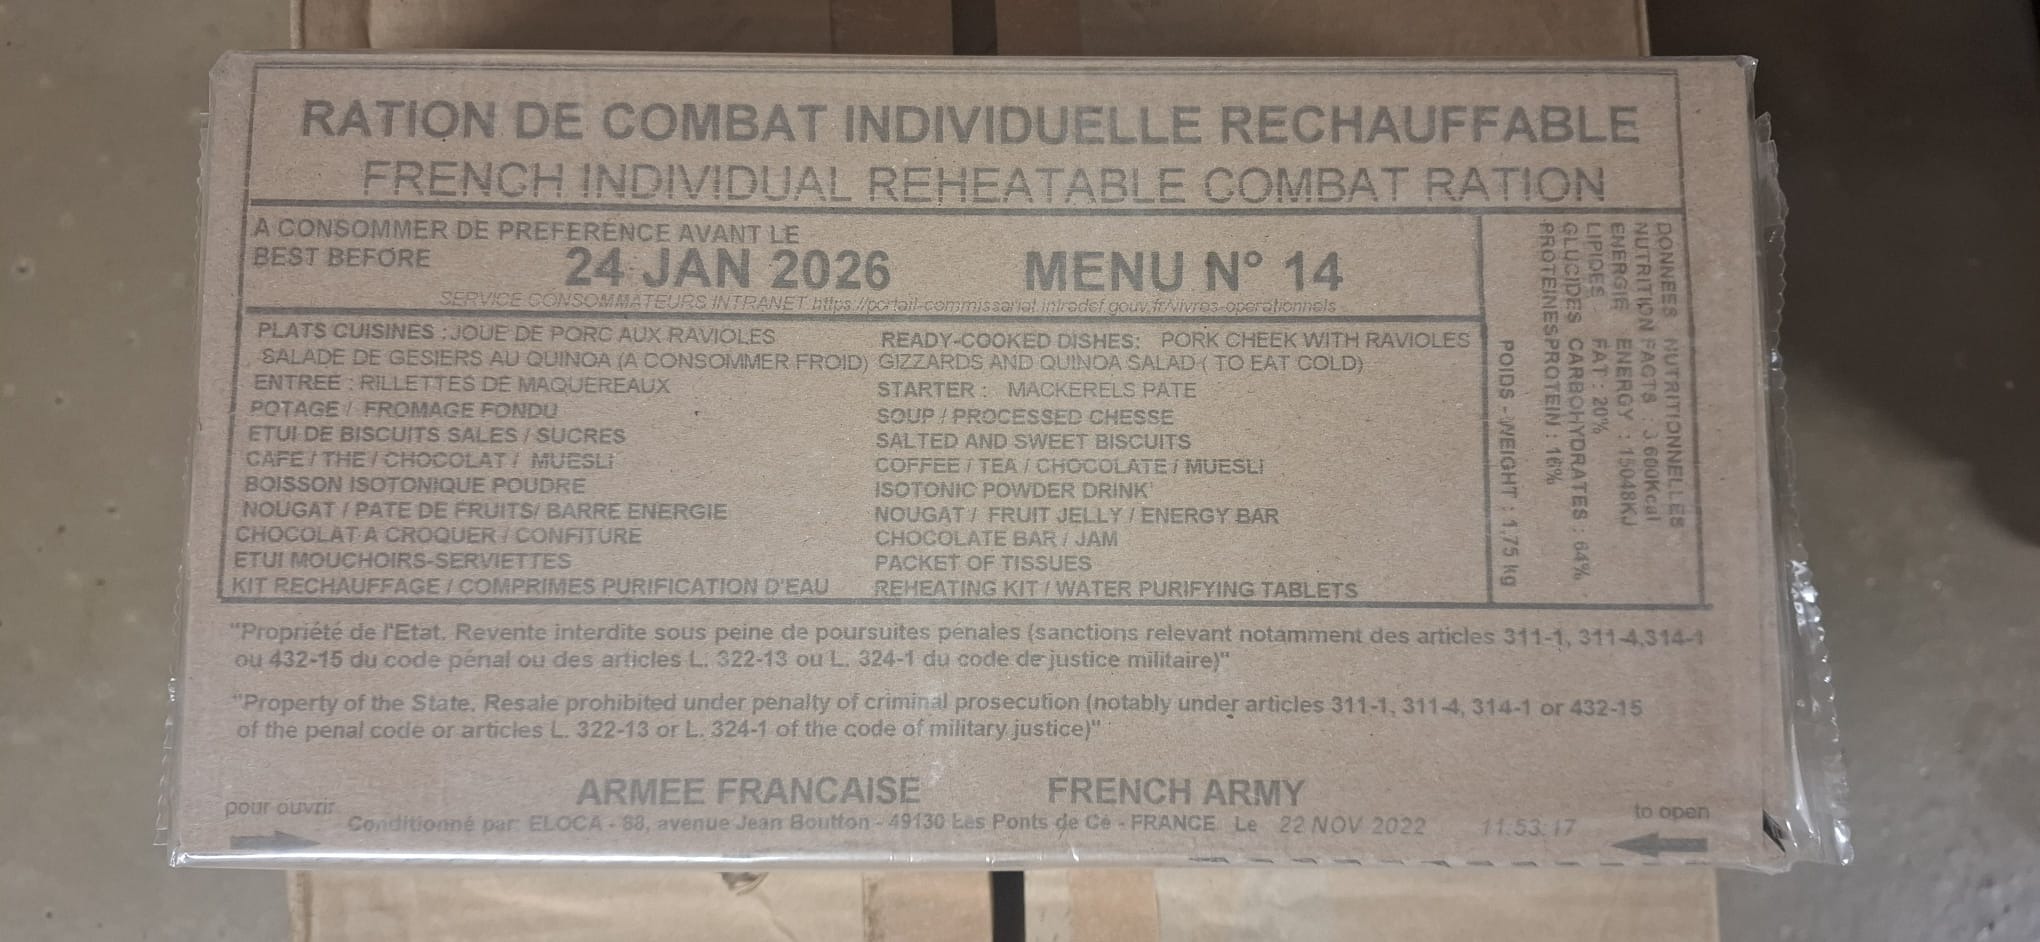 RATION DE COMBAT INDIVIDUELLE RECHAUFFABLE
FRENCH INDIVIDUAL REHEATABLE COMBAT RATION
A CONSOMMER DE PREFERENCE AVANT LE
BEST BEFORE
24 JAN 2026
MENU N° 14
SERVICE CONSOMMATEURS INTRANET https://portail-commissariat.intradef.gouv.fr/vivres-operationnels
PLATS CUISINES : JOUE DE PORC AUX RAVIOLES
SALADE DE GESIERS AU QUINOA (A CONSOMMER FROID)
ENTREE : RILLETTES DE MAQUEREAUX
POTAGE / FROMAGE FONDU
ETUI DE BISCUITS SALES / SUCRES
CAFE / THE / CHOCOLAT / MUESLI
BOISSON ISOTONIQUE POUDRE
NOUGAT / PATE DE FRUITS/ BARRE ENERGIE
CHOCOLAT A CROQUER / CONFITURE
ETUI MOUCHOIRS-SERVIETTES
KIT RECHAUFFAGE / COMPRIMES PURIFICATION D'EAU
READY-COOKED DISHES: PORK CHEEK WITH RAVIOLES
GIZZARDS AND QUINOA SALAD ( TO EAT COLD)
STARTER : MACKERELS PATE
SOUP / PROCESSED CHESSE
SALTED AND SWEET BISCUITS
COFFEE / TEA / CHOCOLATE / MUESLI
ISOTONIC POWDER DRINK
NOUGAT / FRUIT JELLY / ENERGY BAR
CHOCOLATE BAR / JAM
PACKET OF TISSUES
REHEATING KIT / WATER PURIFYING TABLETS
DONNEES NUTRITIONNELLES
NUTRITION FACTS : 3 600Kcal
ENERGIE ENERGY : 15048KJ
LIPIDES FAT : 20%
GLUCIDES CARBOHYDRATES : 64%
PROTEINESPROTEIN : 16%
POIDS - WEIGHT : 1,75 kg
"Propriété de l'Etat. Revente interdite sous peine de poursuites pénales (sanctions relevant notamment des articles 311-1, 311-4,314-1
ou 432-15 du code pénal ou des articles L. 322-13 ou L. 324-1 du code de justice militaire)"
"Property of the State. Resale prohibited under penalty of criminal prosecution (notably under articles 311-1, 311-4, 314-1 or 432-15
of the penal code or articles L. 322-13 or L. 324-1 of the code of military justice)"
ARMEE FRANCAISE FRENCH ARMY
pour ouvrir
Conditionné par: ELOCA - 88, avenue Jean Boutton - 49130 Les Ponts de Cé - FRANCE Le 22 NOV 2022 11:53:17
to open